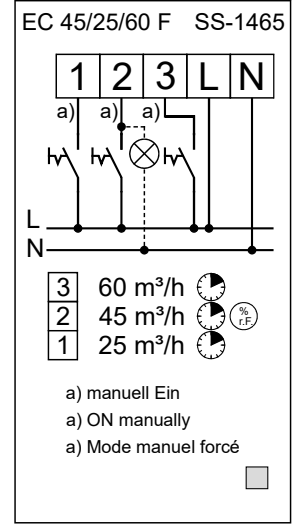 EC 45/25/60 F SS-1465
1 2 3 L N
a) a) a)
L
N
3 60 m³/h
2 45 m³/h % r.F.
1 25 m³/h
a) manuell Ein
a) ON manually
a) Mode manuel forcé